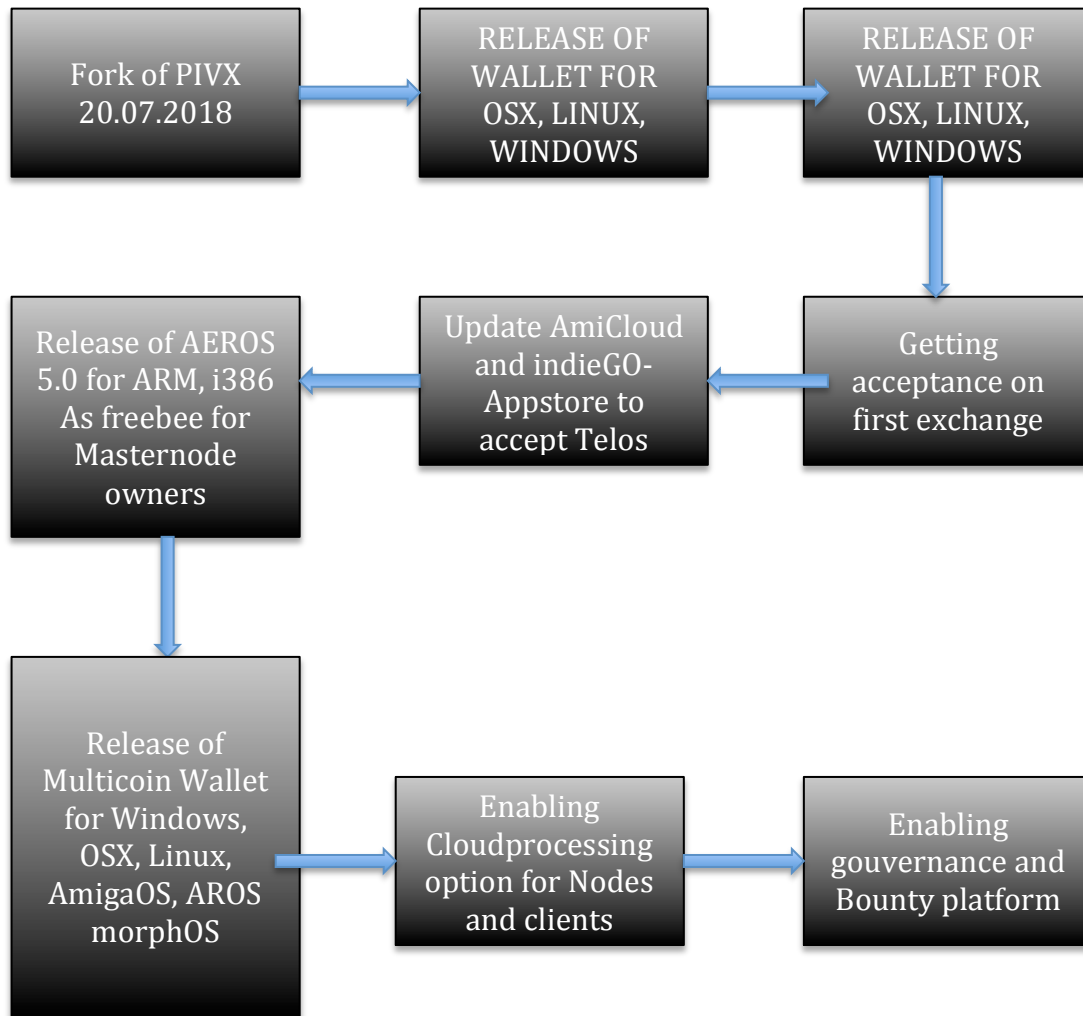 Fork of PIVX
20.07.2018
RELEASE OF
WALLET FOR
OSX, LINUX,
WINDOWS
RELEASE OF
WALLET FOR
OSX, LINUX,
WINDOWS
Getting
acceptance on
first exchange
Update AmiCloud
and indieGO-
Appstore to
accept Telos
Release of AEROS
5.0 for ARM, i386
As freebee for
Masternode
owners
Release of
Multicoin Wallet
for Windows,
OSX, Linux,
AmigaOS, AROS
morphOS
Enabling
Cloudprocessing
option for Nodes
and clients
Enabling
gouvernance and
Bounty platform